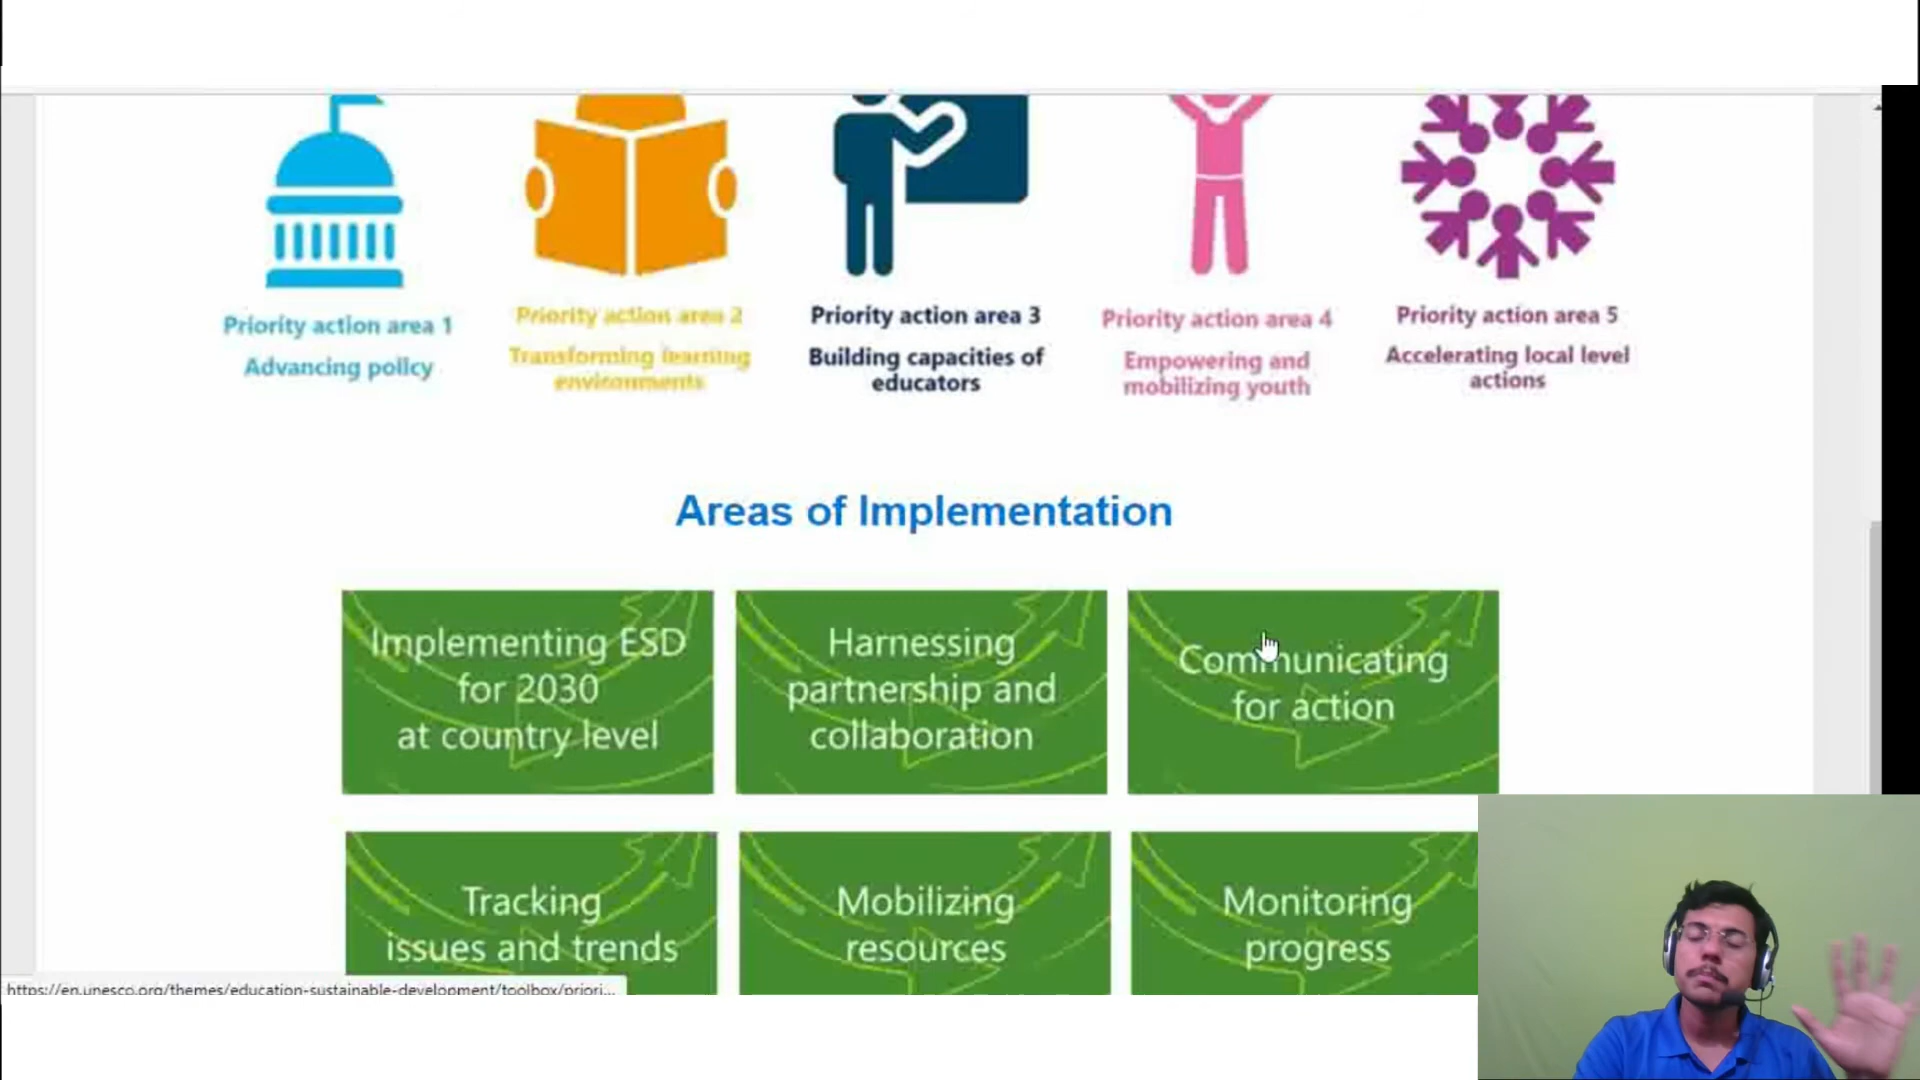 Priority action area 1
Advancing policy
Priority action area 2
Transforming learning
environments
Priority action area 3
Building capacities of
educators
Priority action area 4
Empowering and
mobilizing youth
Priority action area 5
Accelerating local level
actions
Areas of Implementation
Implementing ESD
for 2030
at country level
Harnessing
partnership and
collaboration
Communicating
for action
Tracking
issues and trends
Mobilizing
resources
Monitoring
progress
https://en.unesco.org/themes/education-sustainable-development/toolbox/priori...